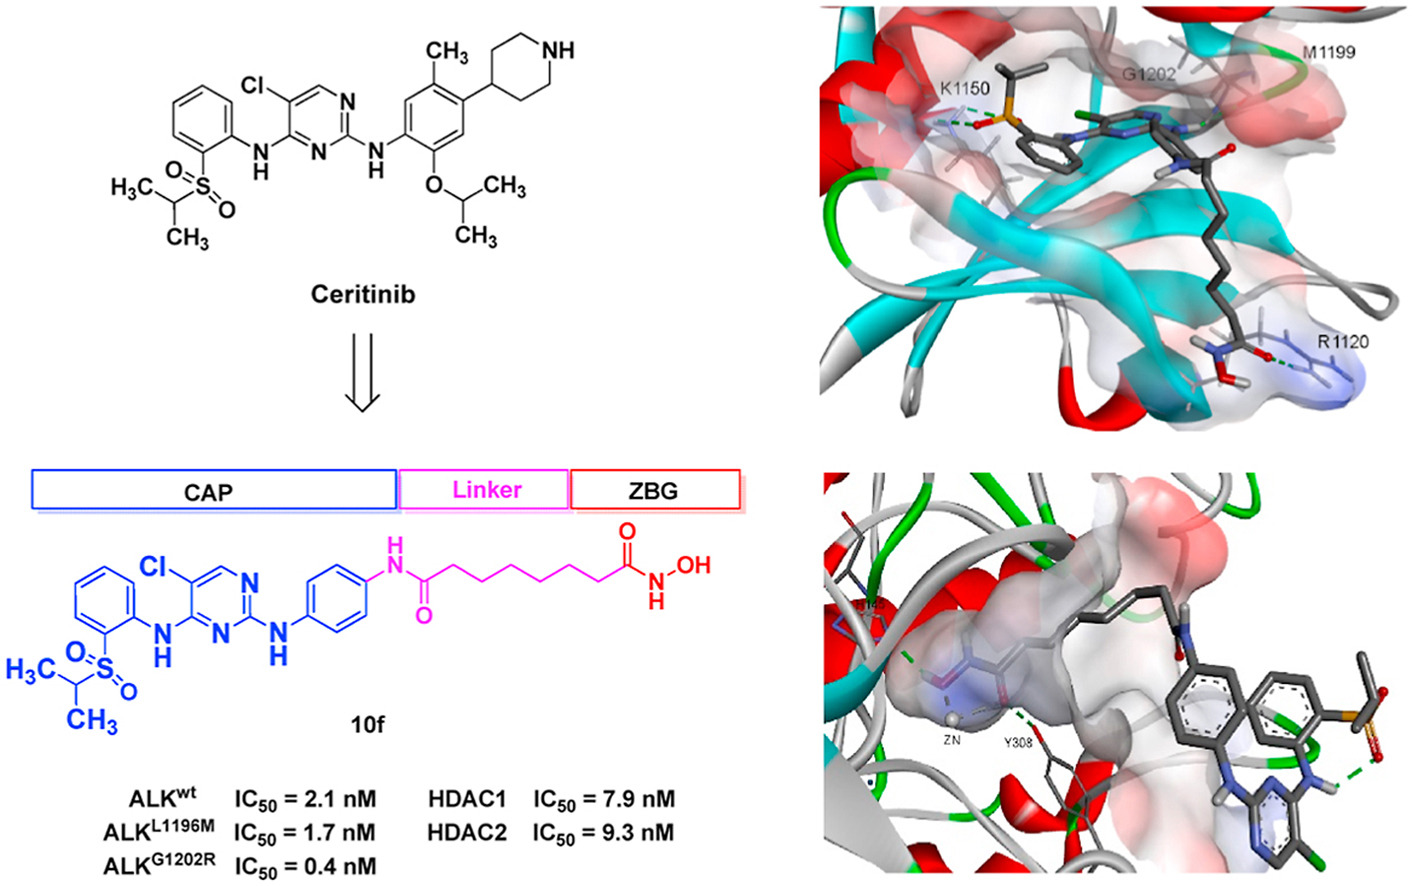 CH₃
NH
Cl
N
N
N
H
N
H
O
S
O
H₃C
CH₃
O
CH₃
CH₃
Ceritinib
CAP
Linker
ZBG
Cl
N
N
N
H
N
H
H
N
O
O
N
H
OH
O
S
O
H₃C
CH₃
10f
ALKwt IC₅₀ = 2.1 nM HDAC1 IC₅₀ = 7.9 nM
ALKL1196M IC₅₀ = 1.7 nM HDAC2 IC₅₀ = 9.3 nM
ALKG1202R IC₅₀ = 0.4 nM
M1199
G1202
K1150
R1120
ZN
Y308